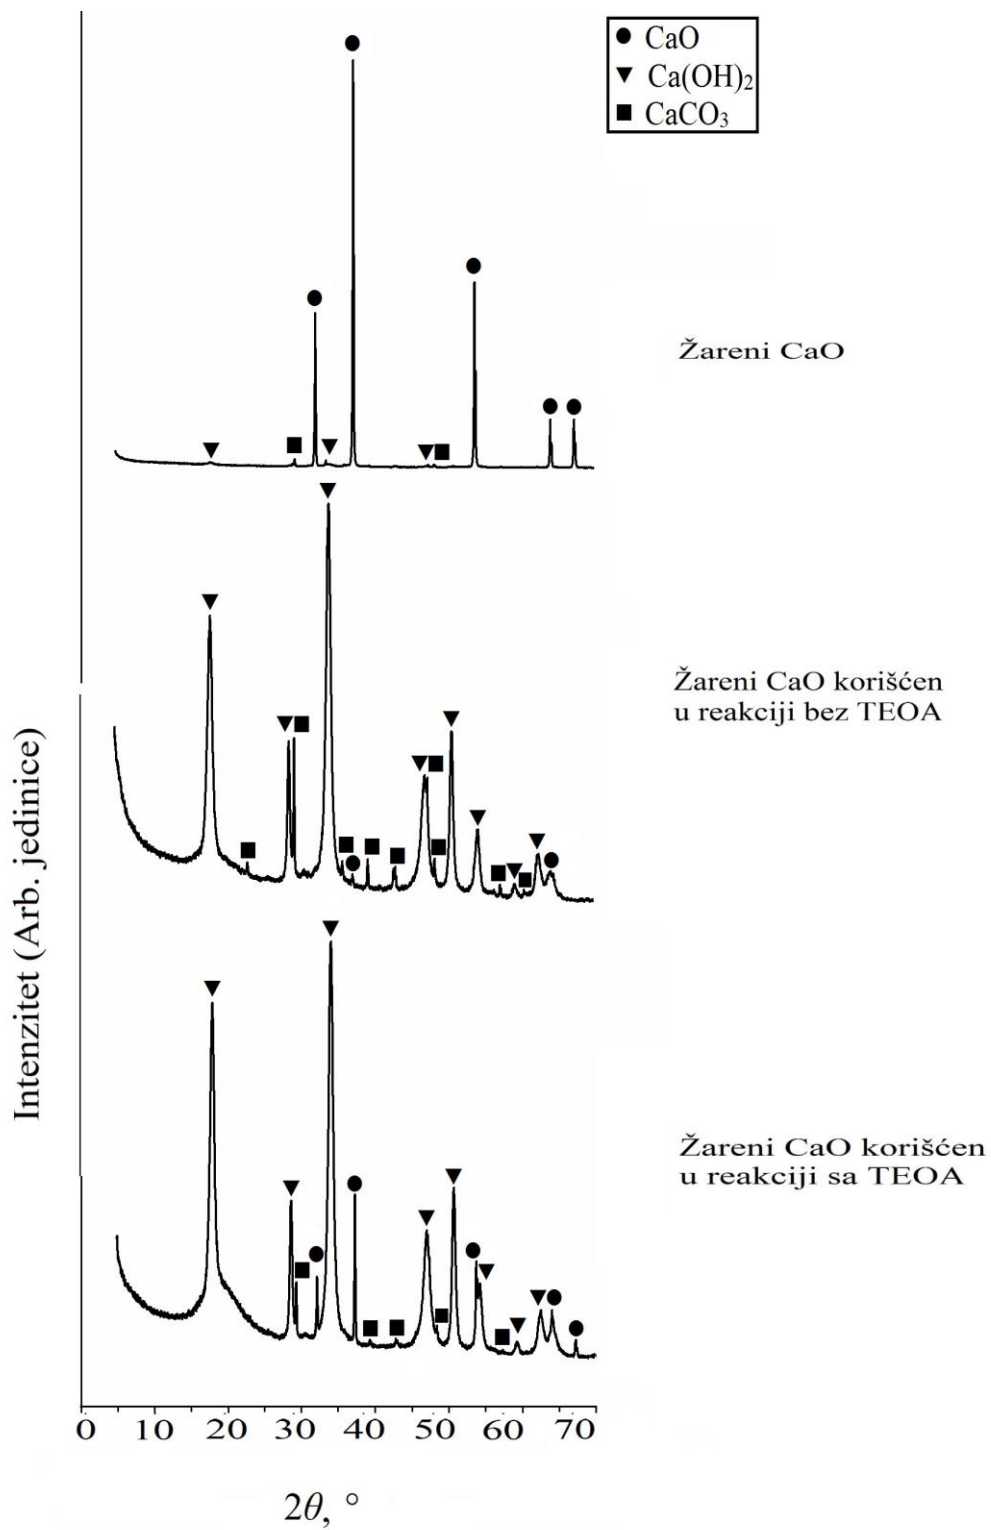 ● CaO
▼ Ca(OH)₂
■ CaCO₃
Žareni CaO
Žareni CaO korišćen
u reakciji bez TEOA
Intenzitet (Arb. jedinice)
Žareni CaO korišćen
u reakciji sa TEOA
0 10 20 30 40 50 60 70
2θ, °